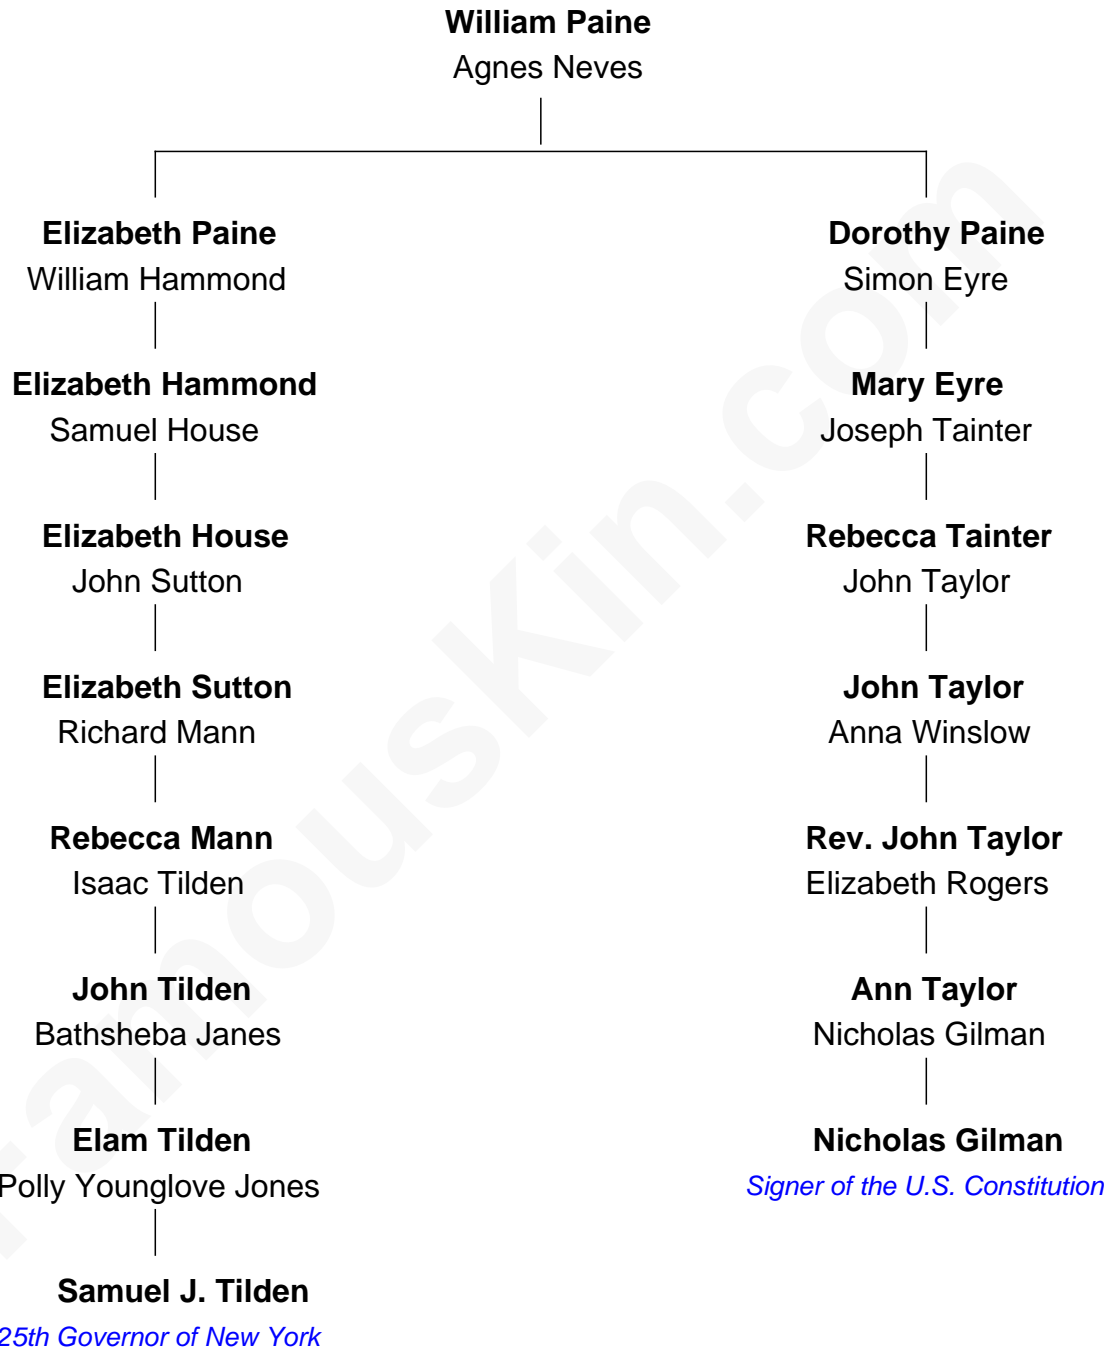 William Paine
Agnes Neves
Elizabeth Paine
William Hammond
Dorothy Paine
Simon Eyre
Elizabeth Hammond
Samuel House
Mary Eyre
Joseph Tainter
Elizabeth House
John Sutton
Rebecca Tainter
John Taylor
Elizabeth Sutton
Richard Mann
John Taylor
Anna Winslow
Rebecca Mann
Isaac Tilden
Rev. John Taylor
Elizabeth Rogers
John Tilden
Bathsheba Janes
Ann Taylor
Nicholas Gilman
Elam Tilden
Polly Younglove Jones
Nicholas Gilman
Signer of the U.S. Constitution
Samuel J. Tilden
25th Governor of New York
FamousKin.com